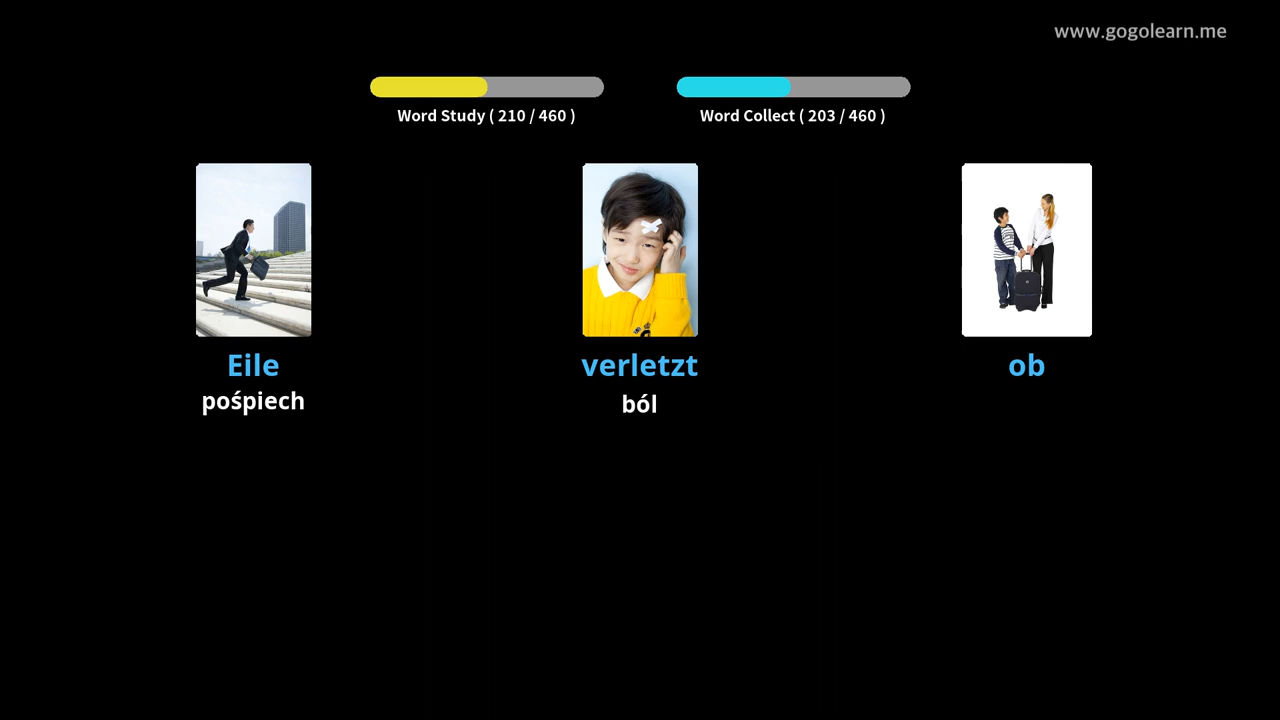 www.gogolearn.me
Word Study ( 210 / 460 )
Word Collect ( 203 / 460 )
Eile
pośpiech
verletzt
ból
ob